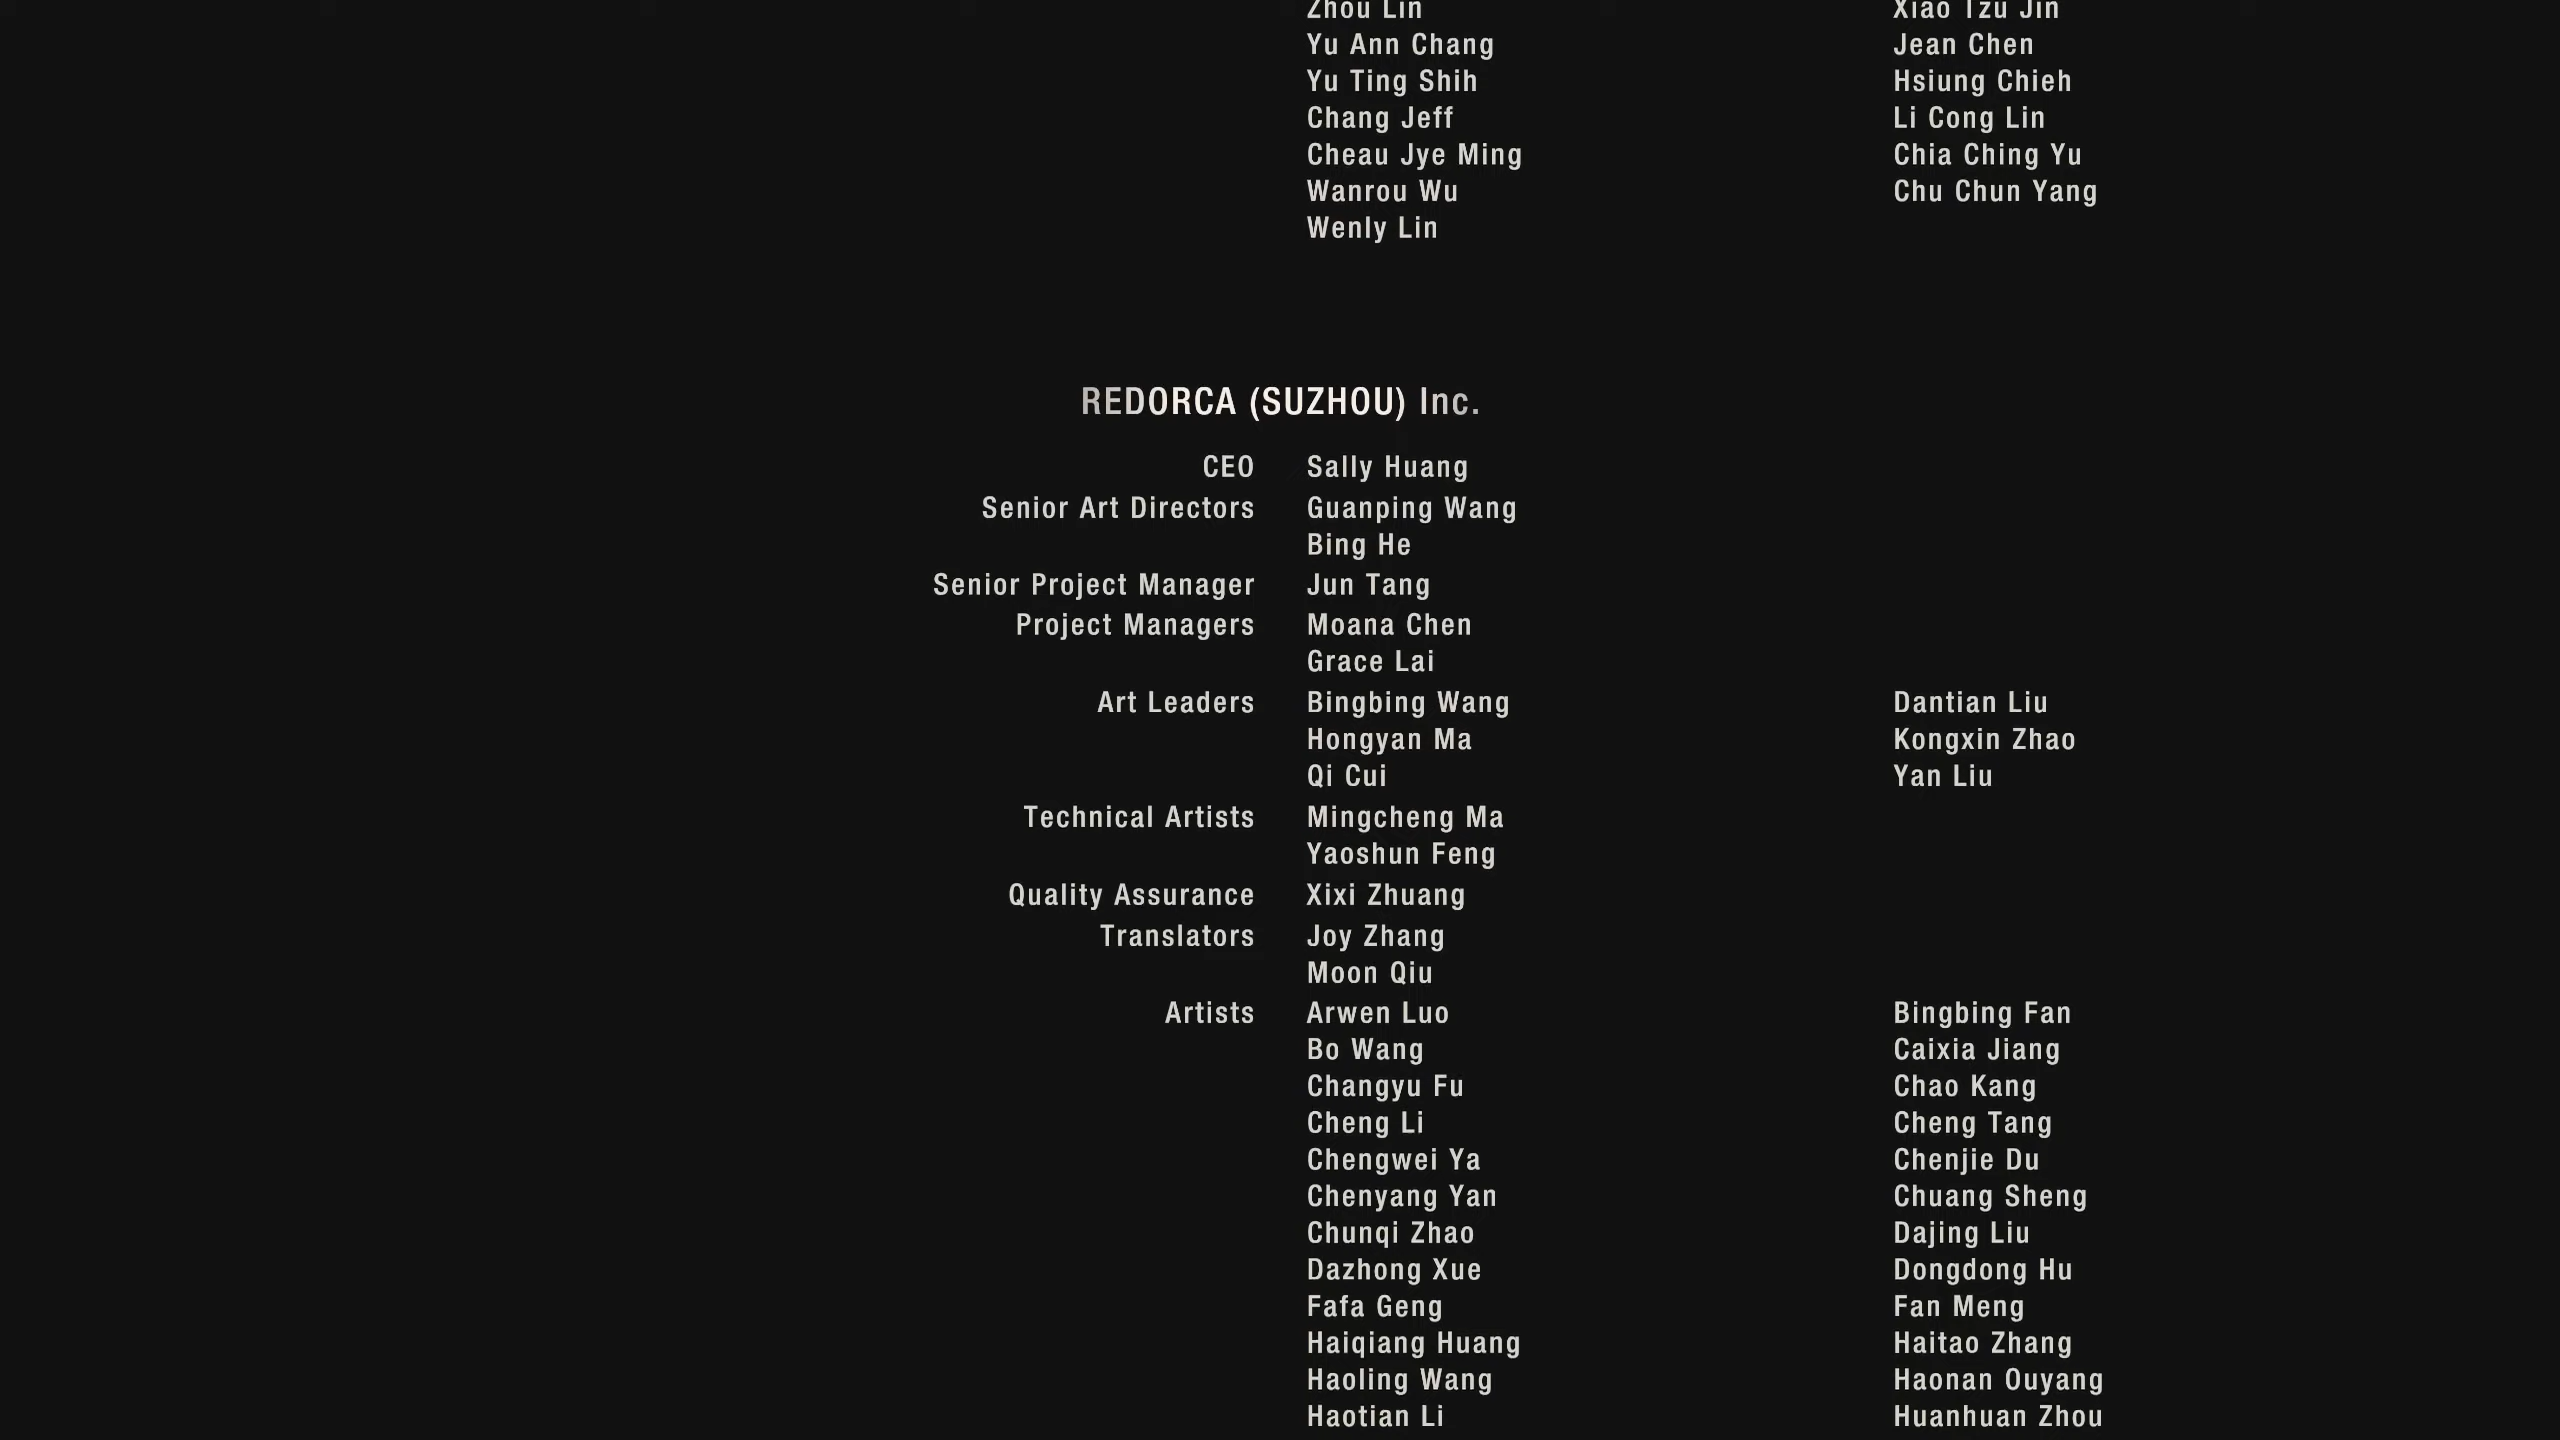 Zhou Lin Xiao Tzu Jin
Yu Ann Chang Jean Chen
Yu Ting Shih Hsiung Chieh
Chang Jeff Li Cong Lin
Cheau Jye Ming Chia Ching Yu
Wanrou Wu Chu Chun Yang
Wenly Lin
REDORCA (SUZHOU) Inc.
CEO Sally Huang
Senior Art Directors Guanping Wang
Bing He
Senior Project Manager Jun Tang
Project Managers Moana Chen
Grace Lai
Art Leaders Bingbing Wang Dantian Liu
Hongyan Ma Kongxin Zhao
Qi Cui Yan Liu
Technical Artists Mingcheng Ma
Yaoshun Feng
Quality Assurance Xixi Zhuang
Translators Joy Zhang
Moon Qiu
Artists Arwen Luo Bingbing Fan
Bo Wang Caixia Jiang
Changyu Fu Chao Kang
Cheng Li Cheng Tang
Chengwei Ya Chenjie Du
Chenyang Yan Chuang Sheng
Chunqi Zhao Dajing Liu
Dazhong Xue Dongdong Hu
Fafa Geng Fan Meng
Haiqiang Huang Haitao Zhang
Haoling Wang Haonan Ouyang
Haotian Li Huanhuan Zhou